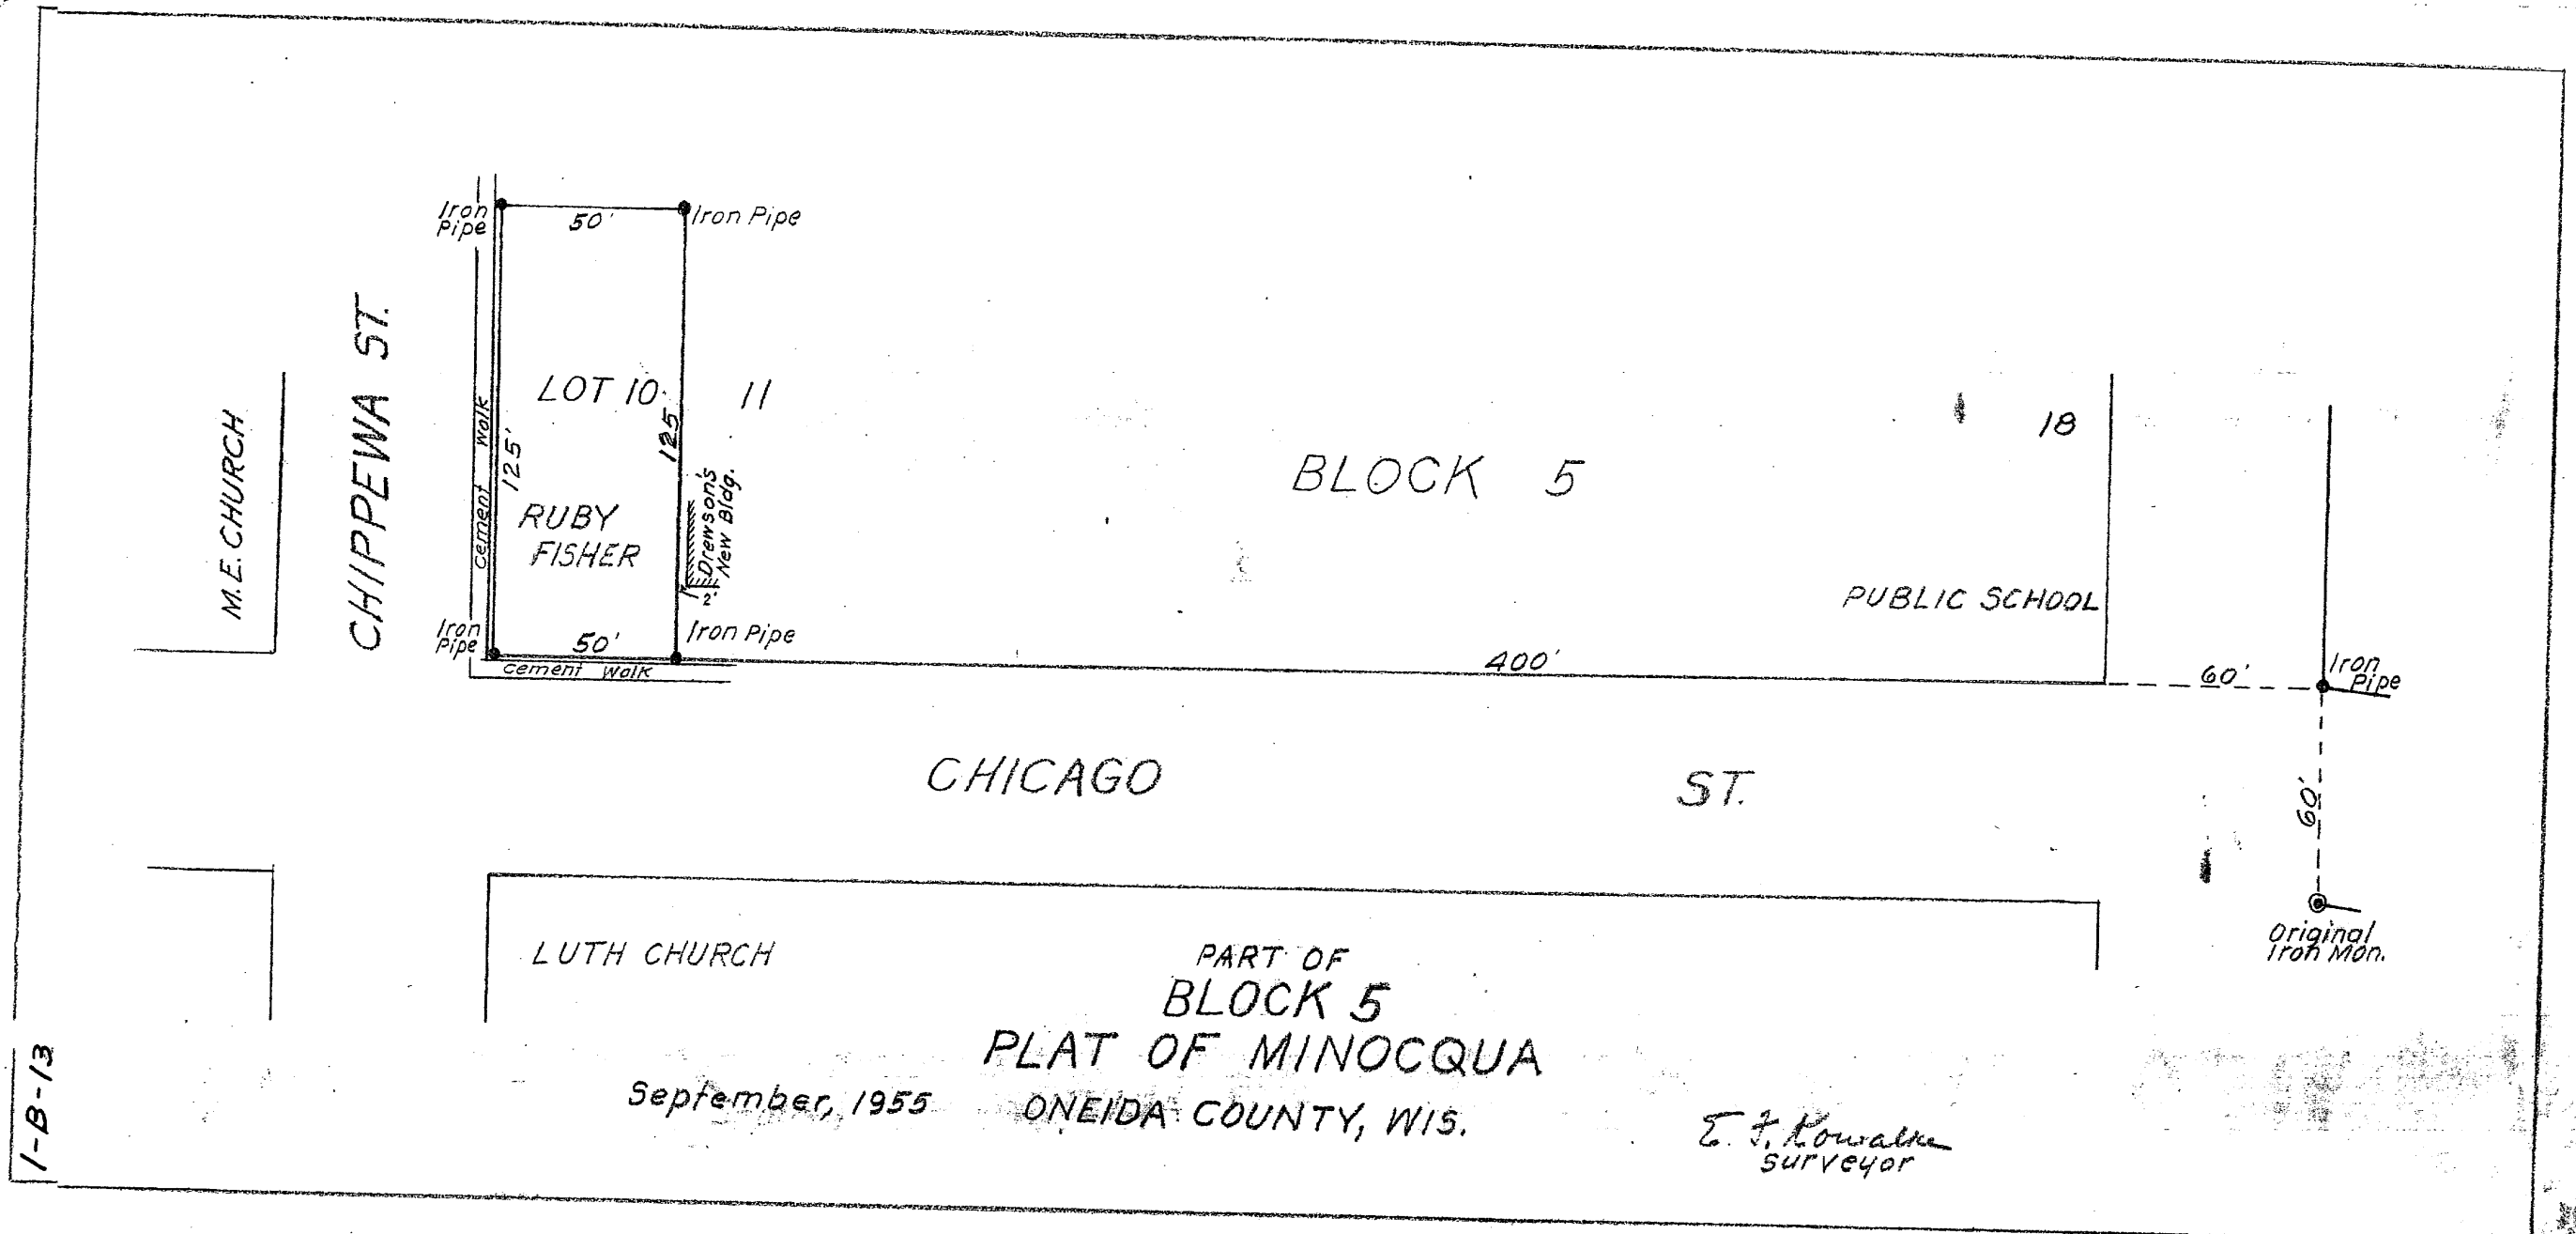 Iron
Pipe
50'
Iron Pipe
M.E. CHURCH
CHIPPEWA ST.
cement walk
125'
LOT 10
125
11
RUBY
FISHER
Drewson's
New Bldg.
2'
BLOCK 5
18
PUBLIC SCHOOL
Iron
Pipe
50'
Iron Pipe
cement walk
400'
60'
Iron
Pipe
CHICAGO ST.
60'
Original
Iron Mon.
LUTH CHURCH
PART OF
BLOCK 5
PLAT OF MINOCQUA
September, 1955
ONEIDA COUNTY, WIS.
E. F. Kowalke
surveyor
1-B-13